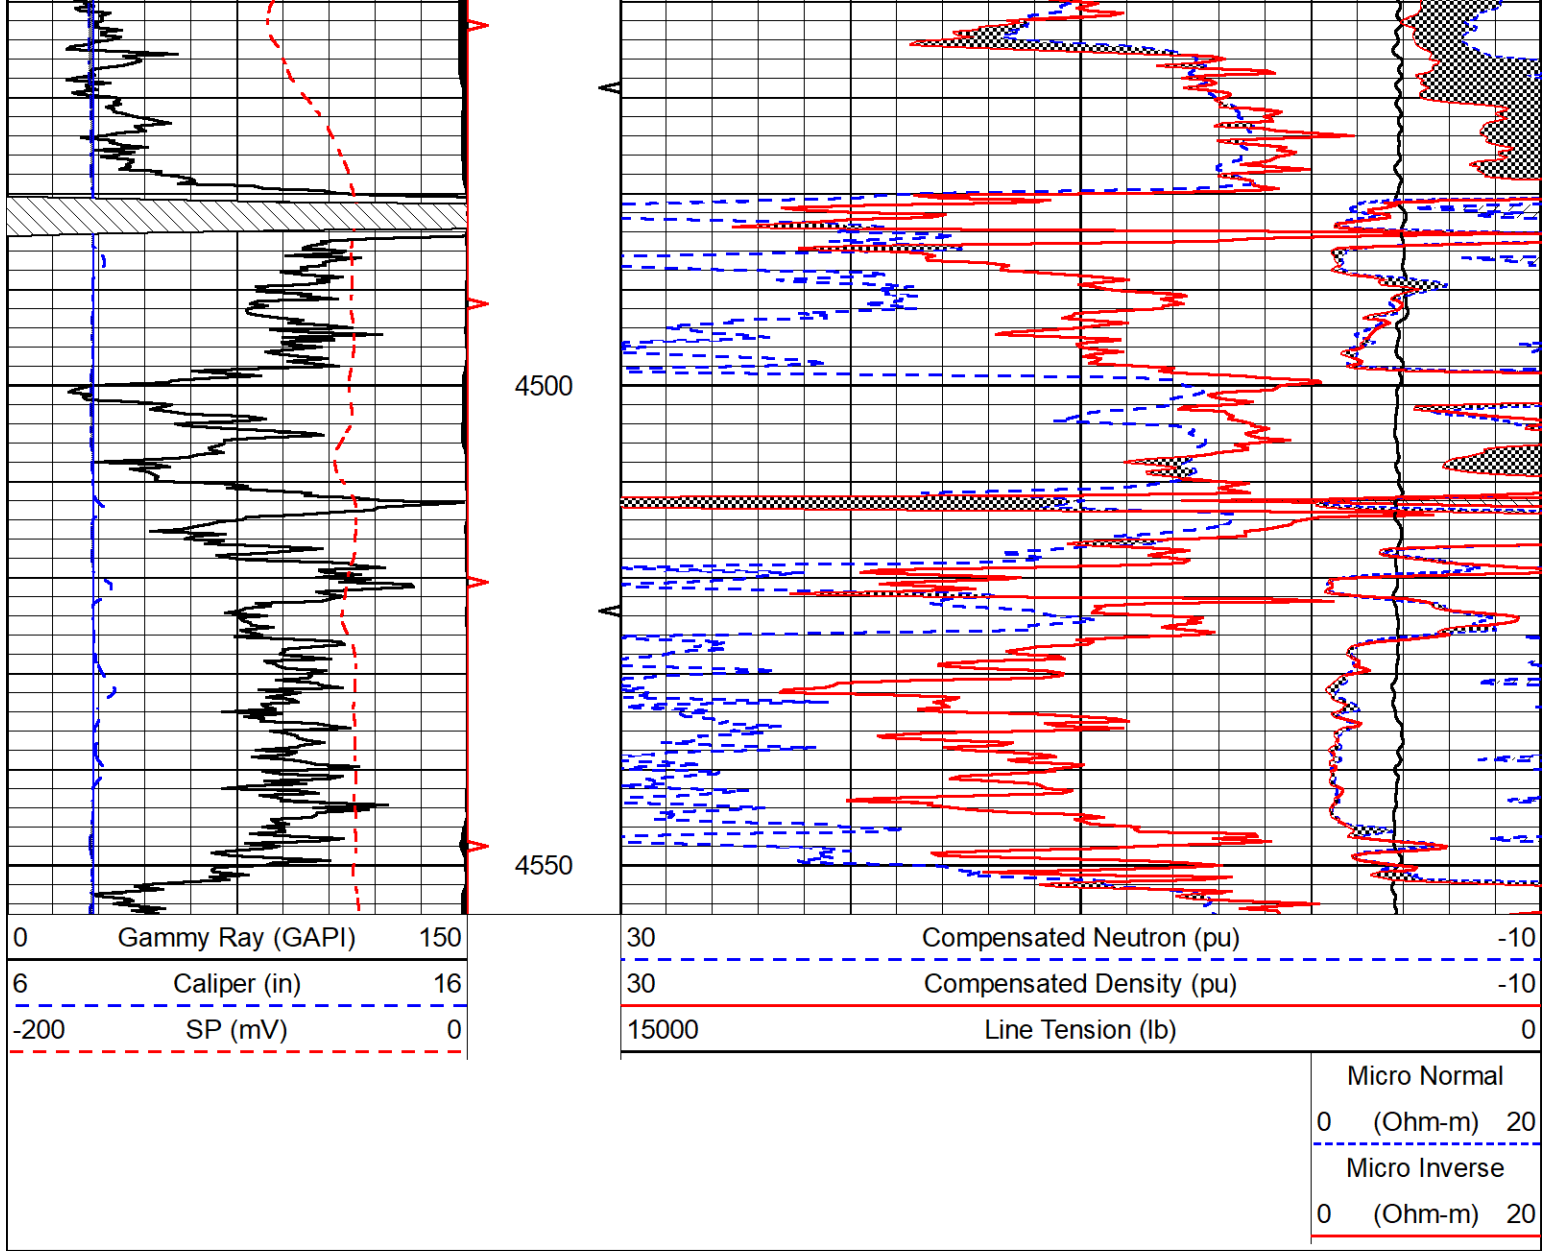 4500
4550
0 Gammy Ray (GAPI) 150
6 Caliper (in) 16
-200 SP (mV) 0
30 Compensated Neutron (pu) -10
30 Compensated Density (pu) -10
15000 Line Tension (lb) 0
Micro Normal
0 (Ohm-m) 20
Micro Inverse
0 (Ohm-m) 20